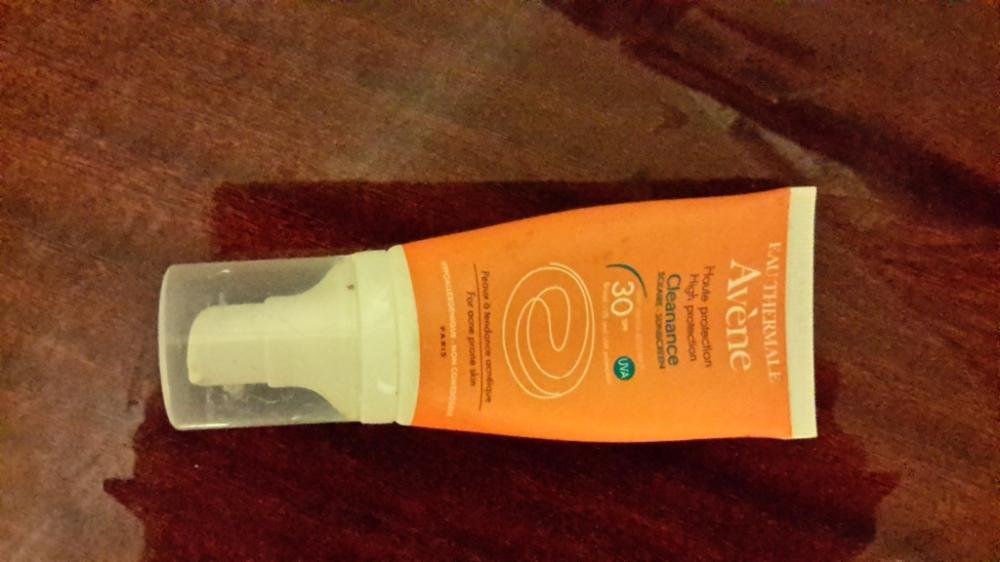 EAU THERMALE
Avène
Haute protection
High protection
Cleanance
SOLAIRE SUNSCREEN
30 SPF
UVA
Peaux à tendance acnéique
For acne prone skin
HYPOALLERGÉNIQUE - NON COMÉDOGÈNE
PARIS